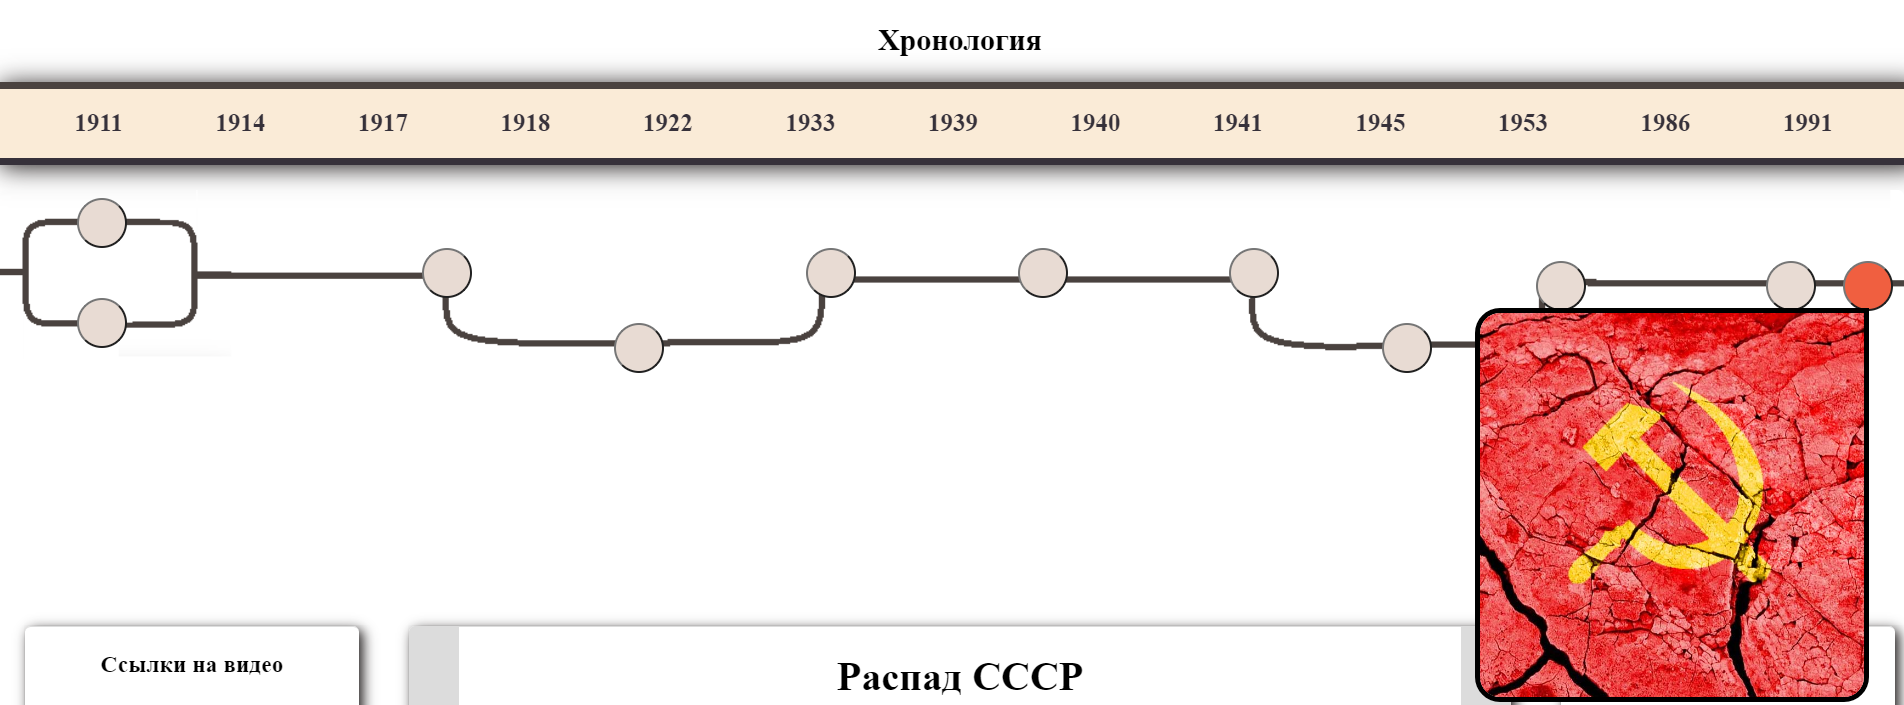 Хронология
1911 1914 1917 1918 1922 1933 1939 1940 1941 1945 1953 1986 1991
Ссылки на видео
Распад СССР